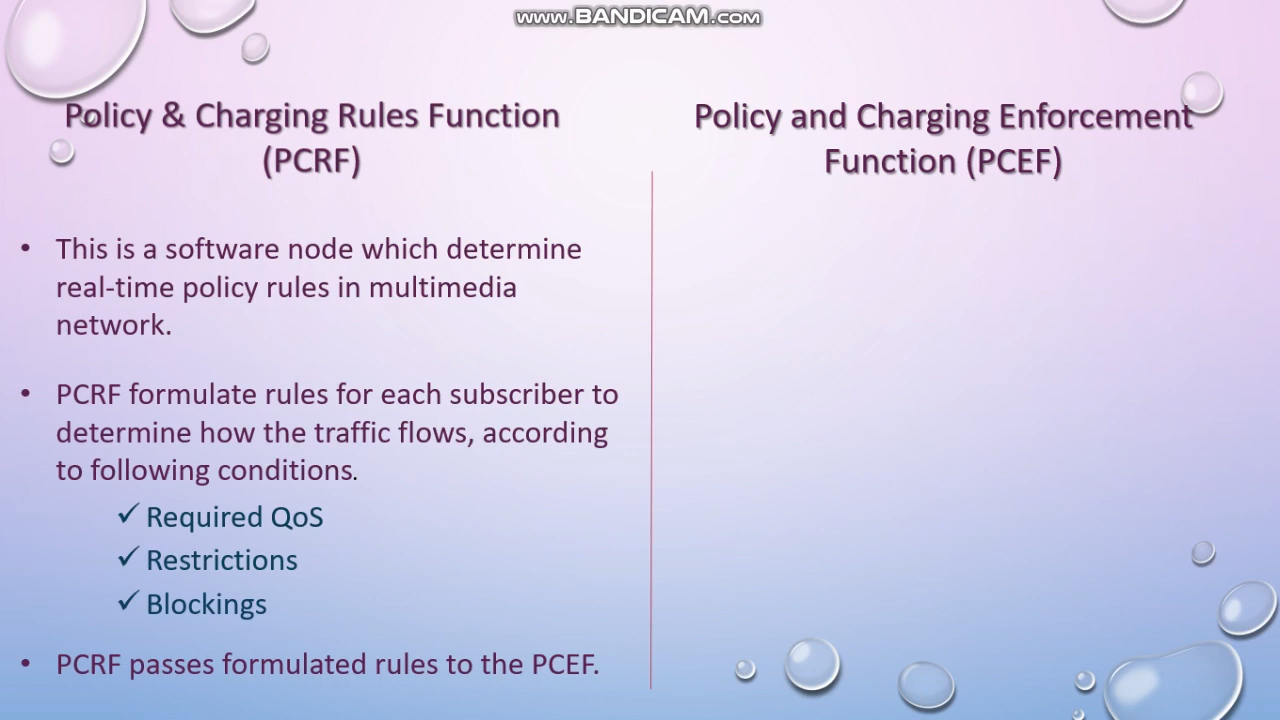 www.BANDICAM.com
Policy & Charging Rules Function
(PCRF)
• This is a software node which determine
real-time policy rules in multimedia
network.
• PCRF formulate rules for each subscriber to
determine how the traffic flows, according
to following conditions.
✓ Required QoS
✓ Restrictions
✓ Blockings
• PCRF passes formulated rules to the PCEF.
Policy and Charging Enforcement
Function (PCEF)